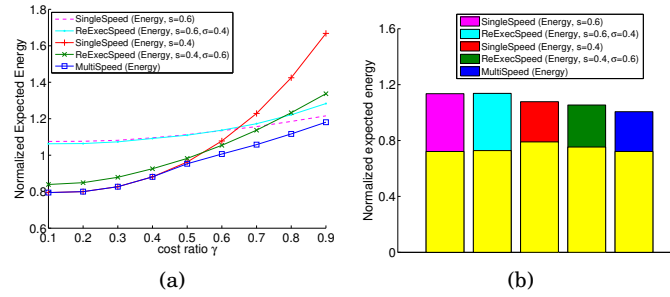 SingleSpeed (Energy, s=0.6)
ReExecSpeed (Energy, s=0.6, σ=0.4)
SingleSpeed (Energy, s=0.4)
ReExecSpeed (Energy, s=0.4, σ=0.6)
MultiSpeed (Energy)
Normalized Expected Energy
1.8
1.6
1.4
1.2
1
0.8
0.6
0.1 0.2 0.3 0.4 0.5 0.6 0.7 0.8 0.9
cost ratio γ
(a)
SingleSpeed (Energy, s=0.6)
ReExecSpeed (Energy, s=0.6,σ=0.4)
SingleSpeed (Energy, s=0.4)
ReExecSpeed (Energy, s=0.4,σ=0.6)
MultiSpeed (Energy)
Normalized expected energy
1.6
1.2
0.8
0.4
0
(b)